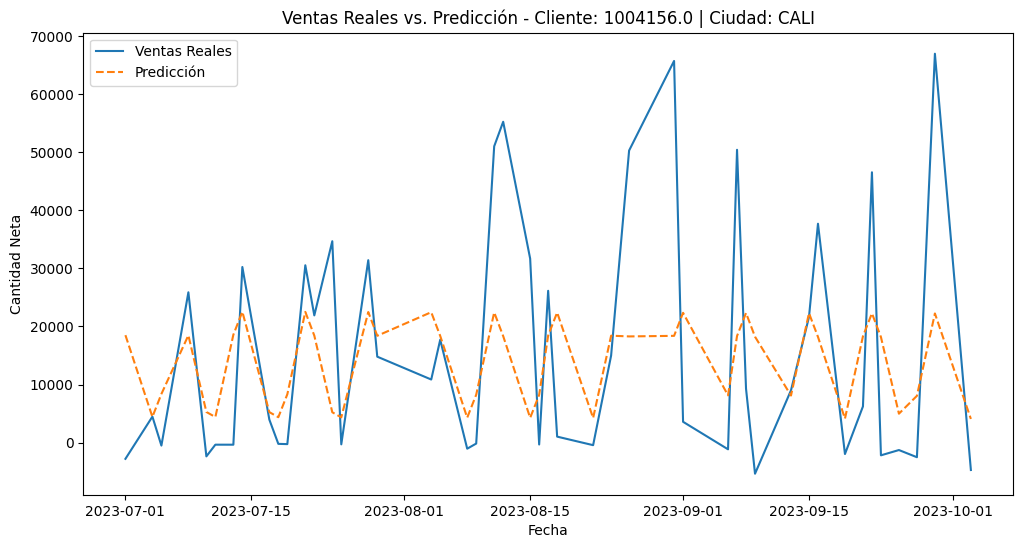 Ventas Reales vs. Predicción - Cliente: 1004156.0 | Ciudad: CALI
Ventas Reales
Predicción
Cantidad Neta
70000
60000
50000
40000
30000
20000
10000
0
2023-07-01 2023-07-15 2023-08-01 2023-08-15 2023-09-01 2023-09-15 2023-10-01
Fecha